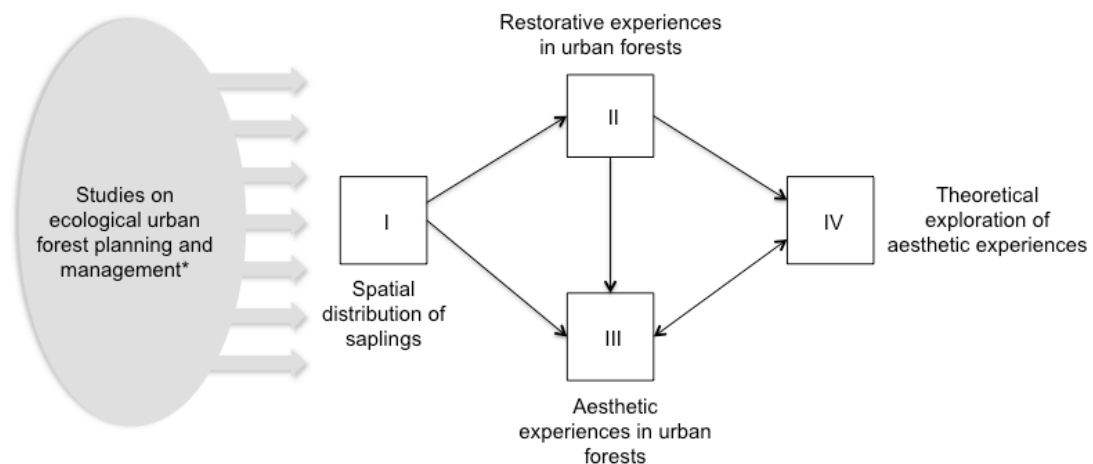 Restorative experiences
in urban forests
II
Studies on
ecological urban
forest planning and
management*
I
IV
Theoretical
exploration of
aesthetic experiences
Spatial
distribution of
saplings
III
Aesthetic
experiences in urban
forests